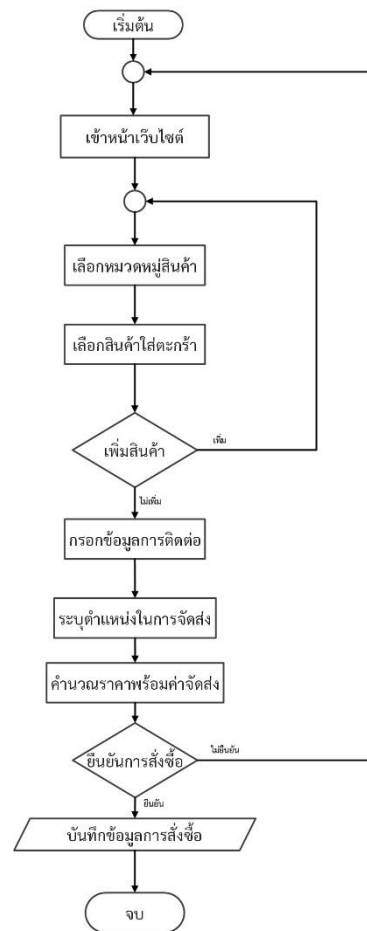 เริ่มต้น
เข้าหน้าเว็บไซต์
เลือกหมวดหมู่สินค้า
เลือกสินค้าใส่ตะกร้า
เพิ่มสินค้า
เพิ่ม
ไม่เพิ่ม
กรอกข้อมูลการติดต่อ
ระบุตำแหน่งในการจัดส่ง
คำนวณราคาพร้อมค่าจัดส่ง
ยืนยันการสั่งซื้อ
ไม่ยืนยัน
ยืนยัน
บันทึกข้อมูลการสั่งซื้อ
จบ